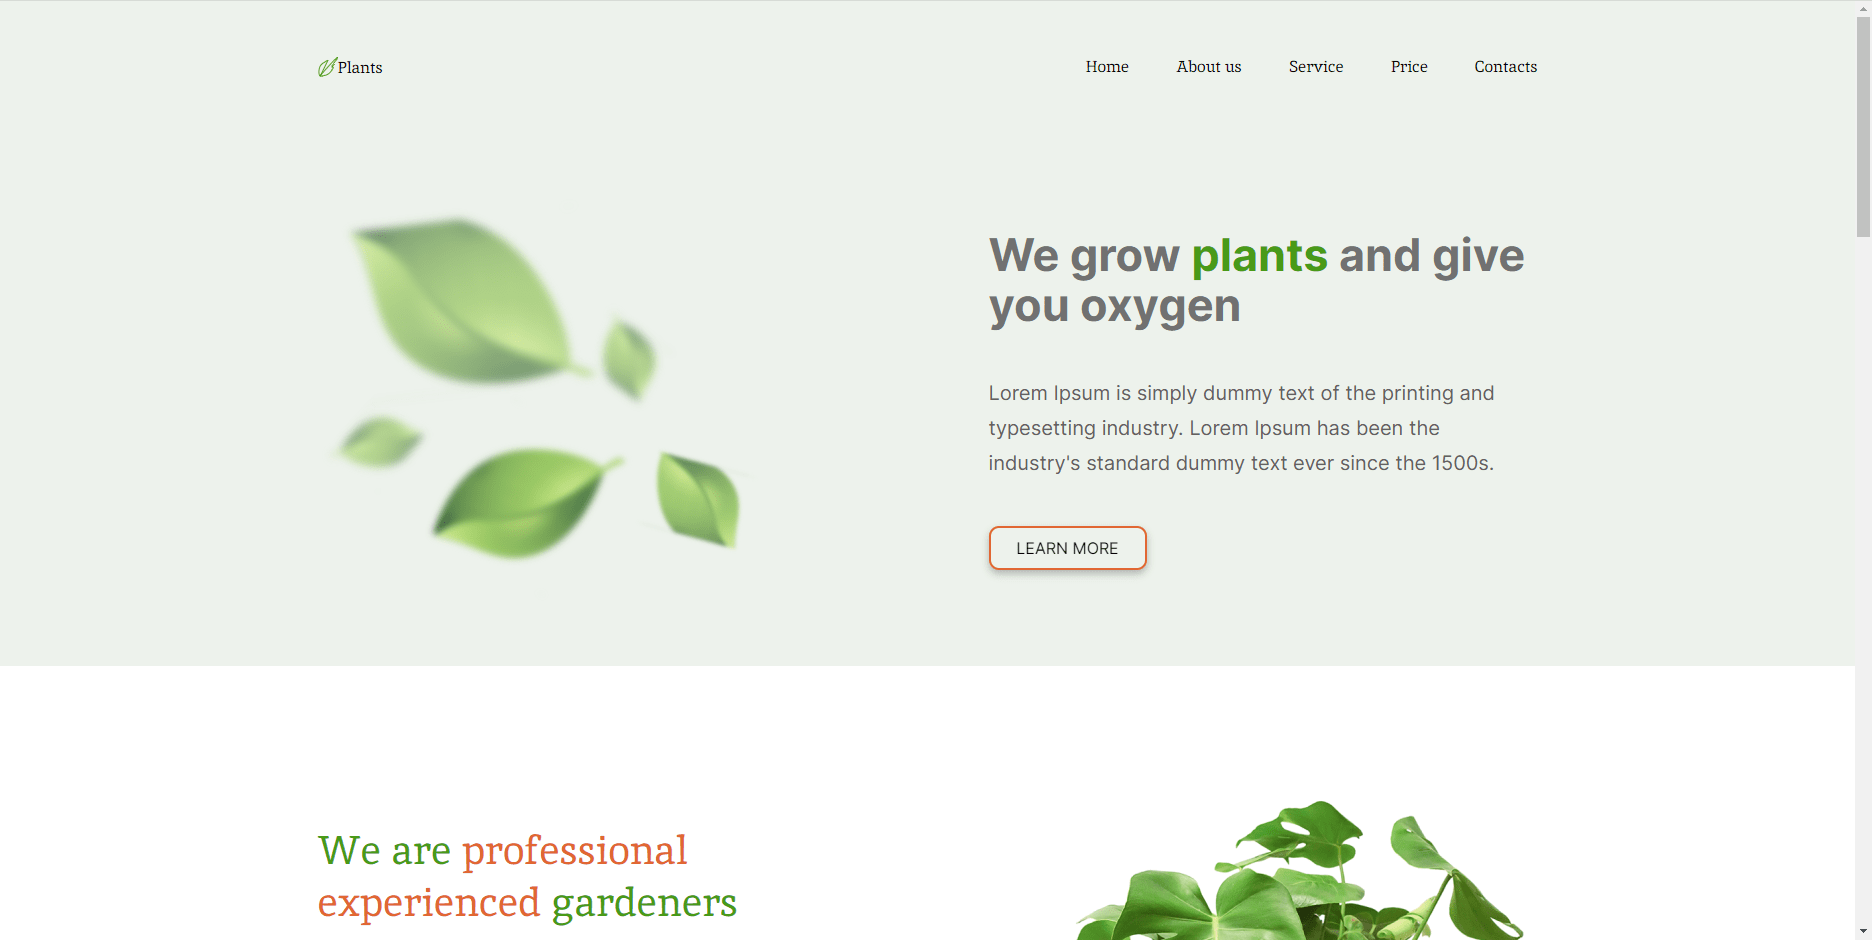 Plants
Home
About us
Service
Price
Contacts
We grow plants and give
you oxygen
Lorem Ipsum is simply dummy text of the printing and
typesetting industry. Lorem Ipsum has been the
industry's standard dummy text ever since the 1500s.
LEARN MORE
We are professional
experienced gardeners